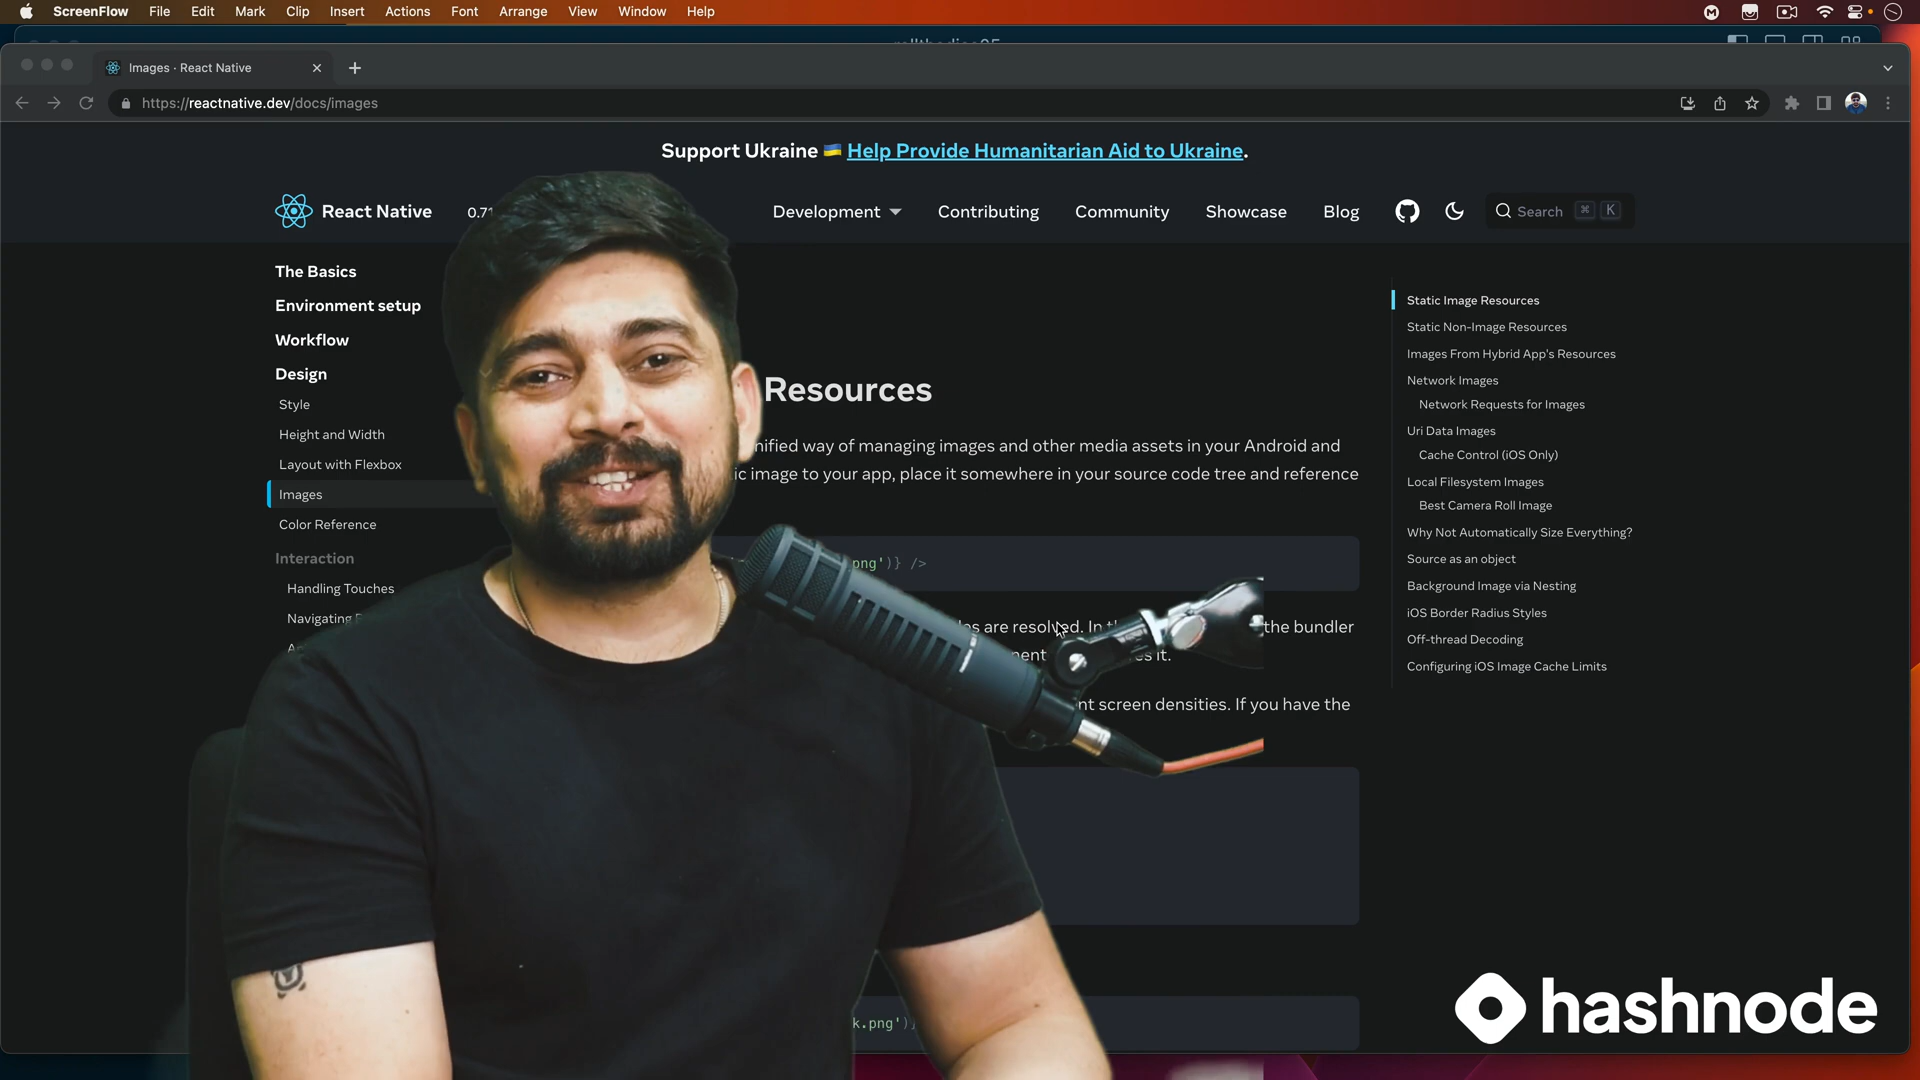 ScreenFlow File Edit Mark Clip Insert Actions Font Arrange View Window Help
Images · React Native
https://reactnative.dev/docs/images
Support Ukraine 🇺🇦 Help Provide Humanitarian Aid to Ukraine.
React Native 0.71 Development Contributing Community Showcase Blog Search ⌘ K
The Basics
Environment setup
Workflow
Design
Style
Height and Width
Layout with Flexbox
Images
Color Reference
Interaction
Handling Touches
Navigating
Resources
way of managing images and other media assets in your Android and
image to your app, place it somewhere in your source code tree and reference
png')} />
are resolved. In the bundler
it.
screen densities. If you have the
k.png')
Static Image Resources
Static Non-Image Resources
Images From Hybrid App's Resources
Network Images
Network Requests for Images
Uri Data Images
Cache Control (iOS Only)
Local Filesystem Images
Best Camera Roll Image
Why Not Automatically Size Everything?
Source as an object
Background Image via Nesting
iOS Border Radius Styles
Off-thread Decoding
Configuring iOS Image Cache Limits
hashnode